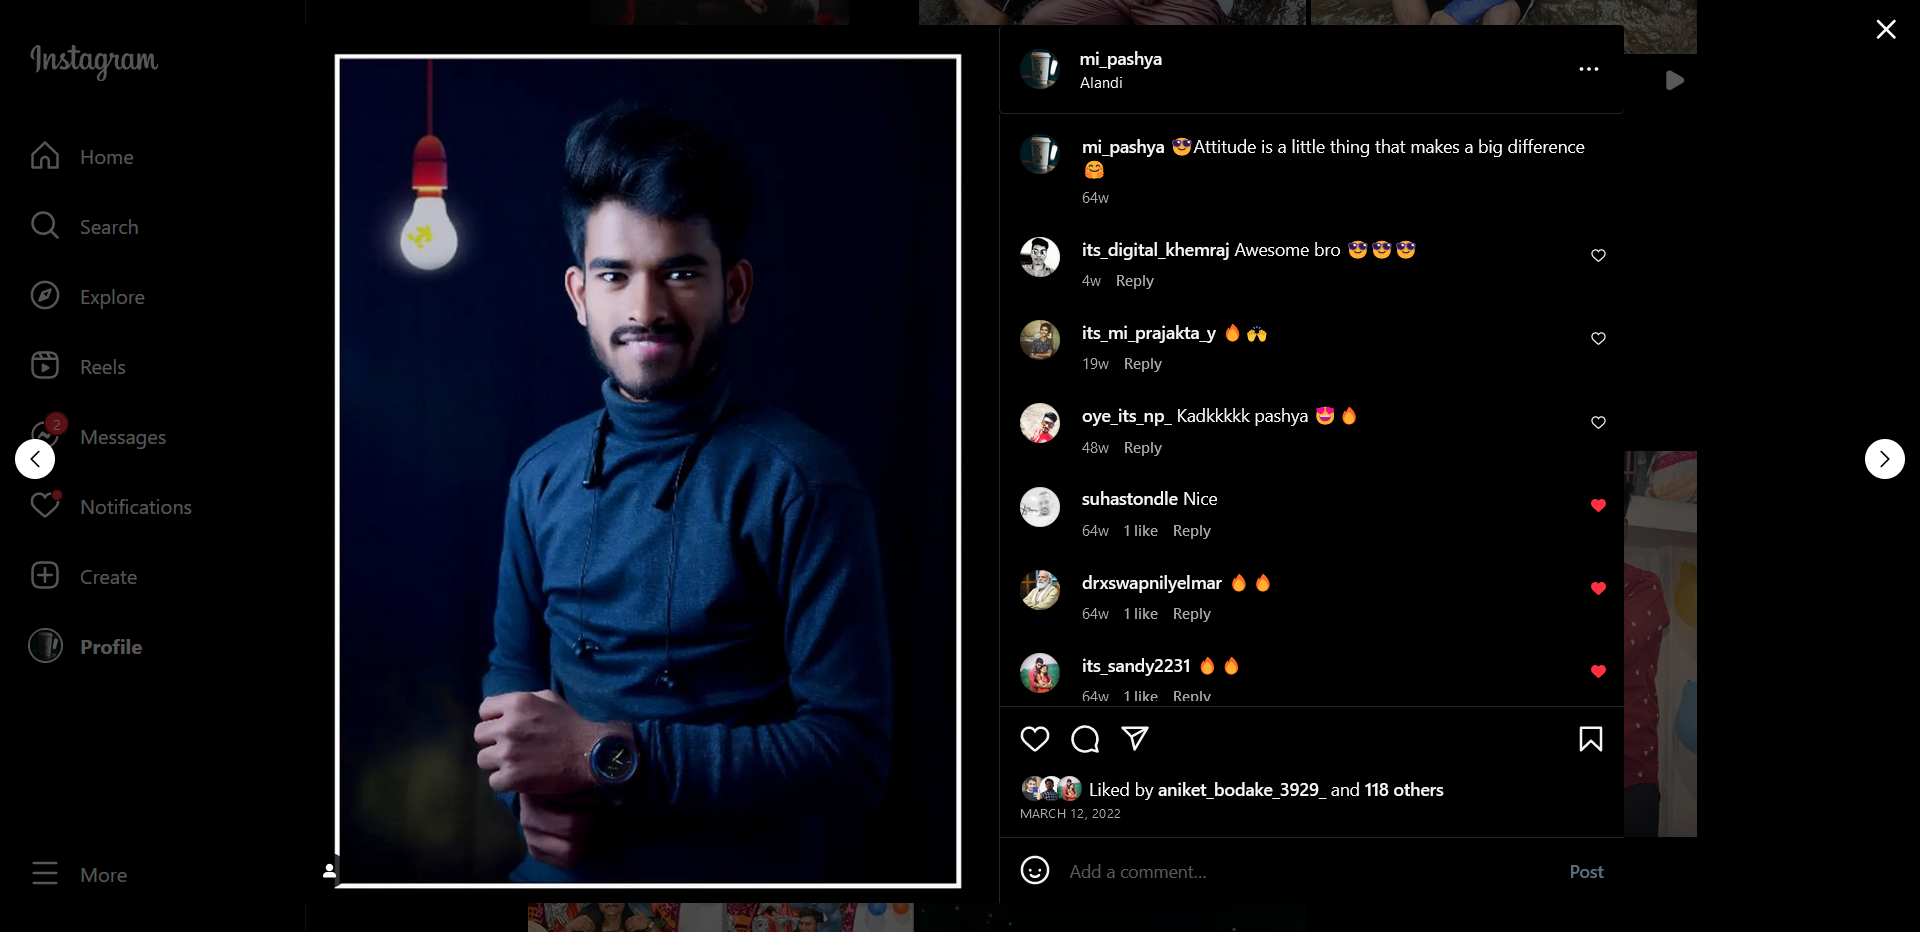 Instagram
Home
Search
Explore
Reels
2
Messages
Notifications
Create
Profile
More
mi_pashya
Alandi
mi_pashya 😎Attitude is a little thing that makes a big difference
🤗
64w
its_digital_khemraj Awesome bro 😎😎😎
4w Reply
its_mi_prajakta_y 🔥🙌
19w Reply
oye_its_np_ Kadkkkkk pashya 😍🔥
48w Reply
suhastondle Nice
64w 1 like Reply
drxswapnilyelmar 🔥🔥
64w 1 like Reply
its_sandy2231 🔥🔥
64w 1 like Reply
Liked by aniket_bodake_3929_ and 118 others
MARCH 12, 2022
Add a comment...
Post